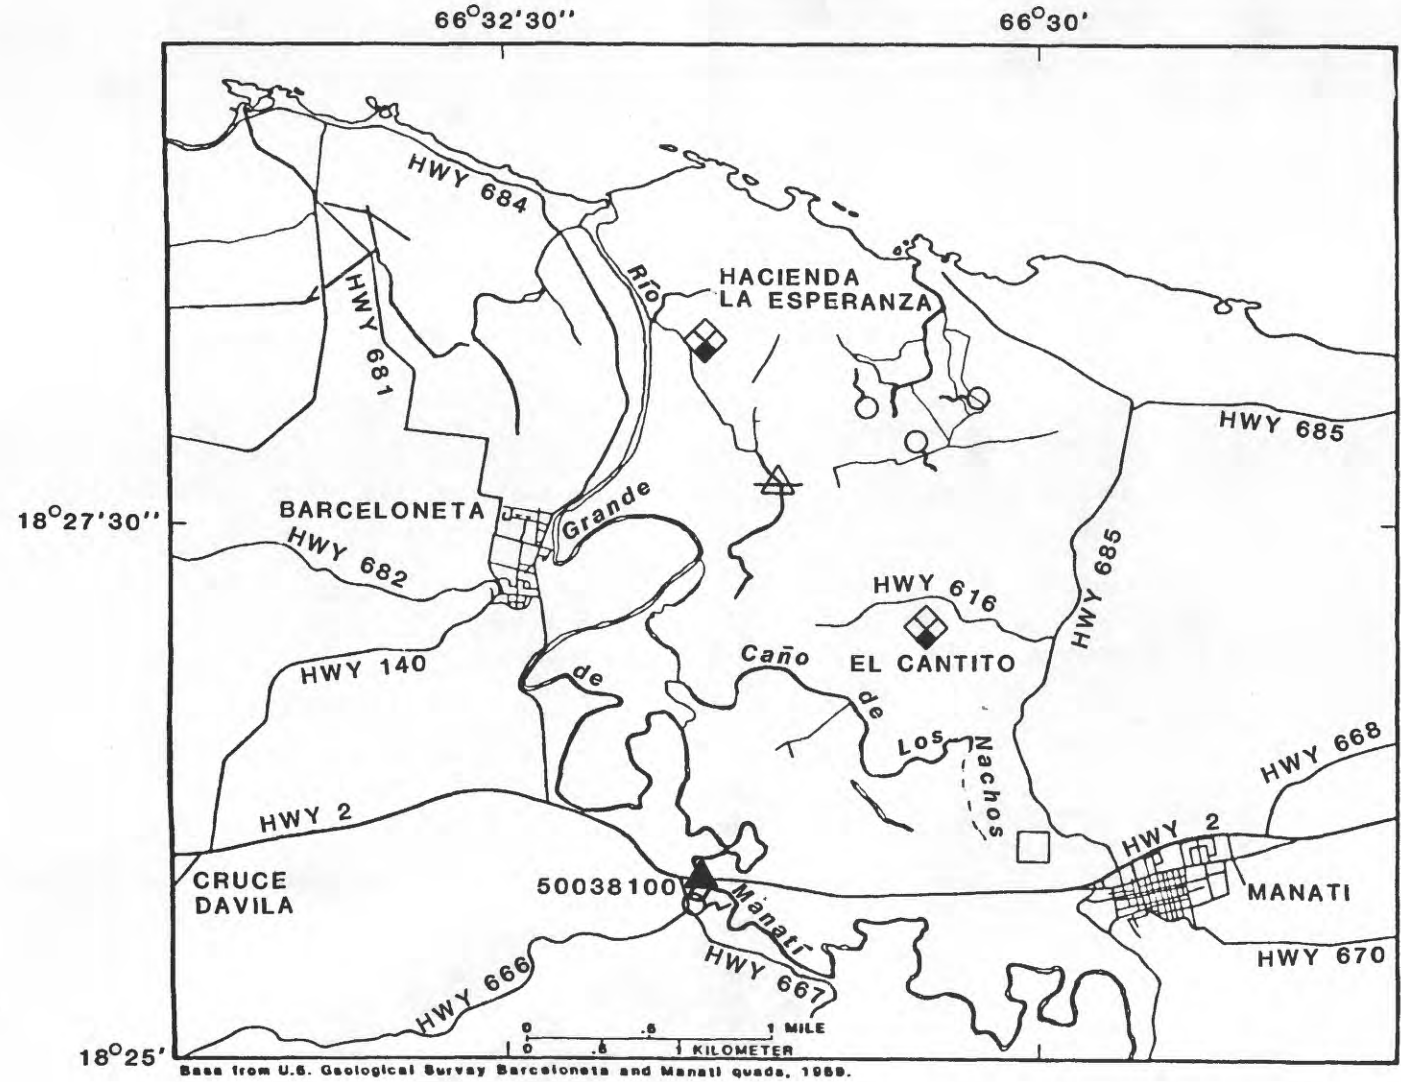 66°32'30''
66°30'
HWY 684
Río
HACIENDA
LA ESPERANZA
HWY 681
HWY 685
BARCELONETA
Grande
18°27'30''
HWY 682
HWY 685
HWY 616
HWY 140
de
Caño
EL CANTITO
de
Los
Nachos
HWY 668
HWY 2
HWY 2
CRUCE
DAVILA
50038100
Manatí
MANATI
HWY 666
HWY 667
HWY 670
0 .5 1 MILE
0 .5 1 KILOMETER
18°25'
Base from U.S. Geological Survey Barceloneta and Manati quads, 1969.